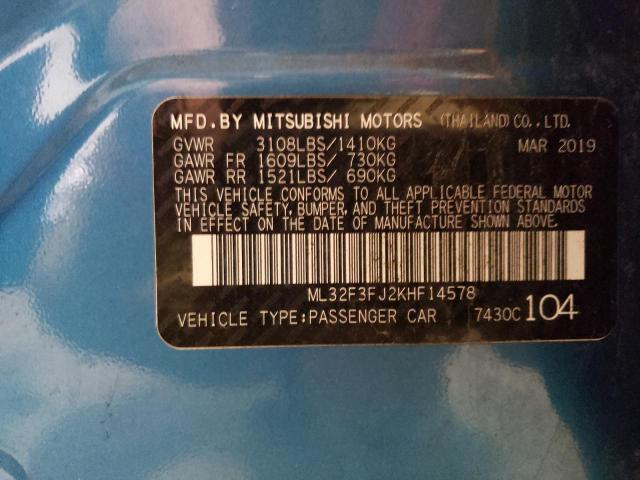 MFD.BY MITSUBISHI MOTORS (THAILAND)CO.,LTD.
GVWR 3108LBS/1410KG MAR 2019
GAWR FR 1609LBS/ 730KG
GAWR RR 1521LBS/ 690KG
THIS VEHICLE CONFORMS TO ALL APPLICABLE FEDERAL MOTOR
VEHICLE SAFETY, BUMPER, AND THEFT PREVENTION STANDARDS
IN EFFECT ON THE DATE OF MANUFACTURE SHOWN ABOVE.
ML32F3FJ2KHF14578
VEHICLE TYPE:PASSENGER CAR 7430C 104